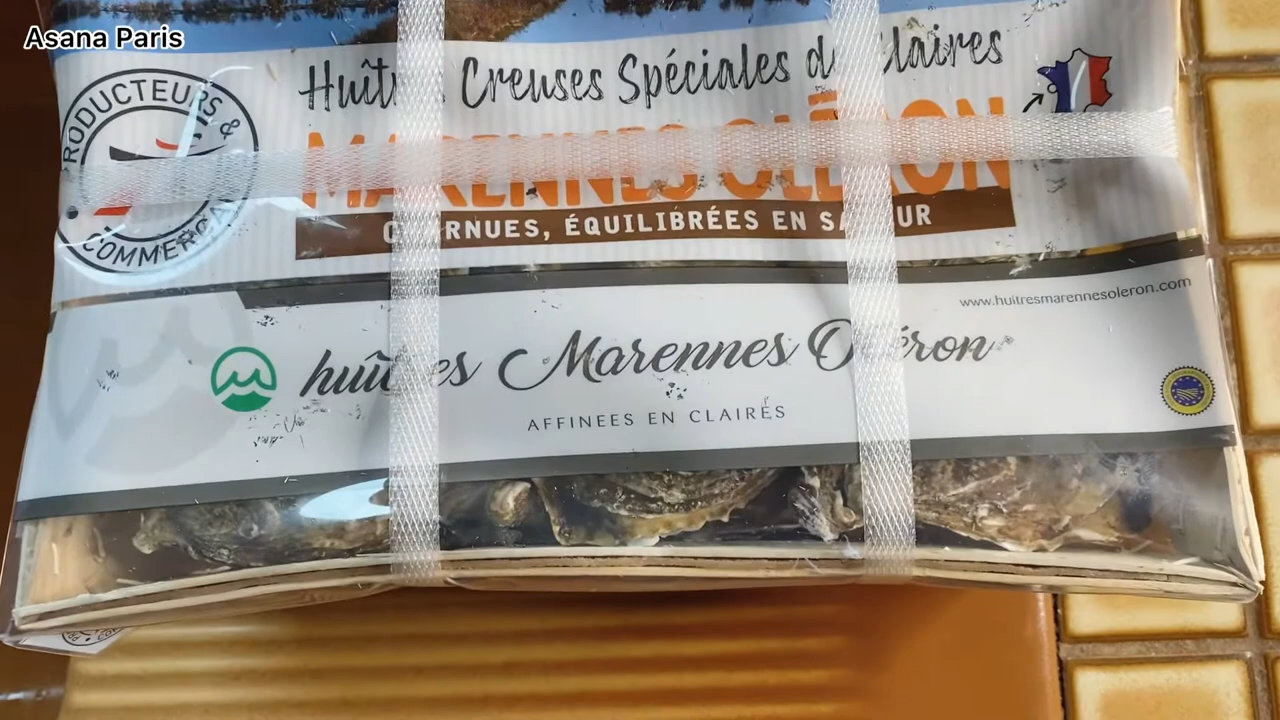 Asana Paris
Huîtres Creuses Spéciales de Claires
MARENNES OLÉRON
CHARNUES, ÉQUILIBRÉES EN SAVEUR
PRODUCTEURS &
COMMERÇANTS
www.huitresmarennesoleron.com
huîtres Marennes Oléron
AFFINEES EN CLAIRES